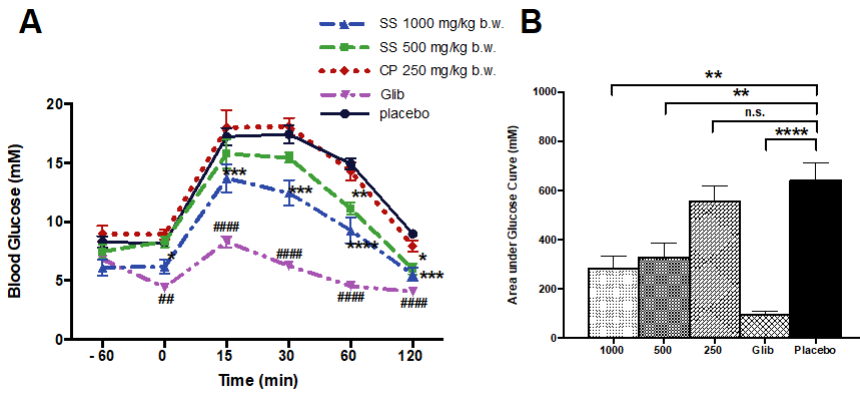 A
SS 1000 mg/kg b.w.
SS 500 mg/kg b.w.
CP 250 mg/kg b.w.
Glib
placebo
Blood Glucose (mM)
20
15
10
5
0
*
***
***
**
****
*
***
##
####
####
####
####
- 60
0
15
30
60
120
Time (min)
B
**
**
n.s.
****
Area under Glucose Curve (mM)
1000
800
600
400
200
0
1000
500
250
Glib
Placebo